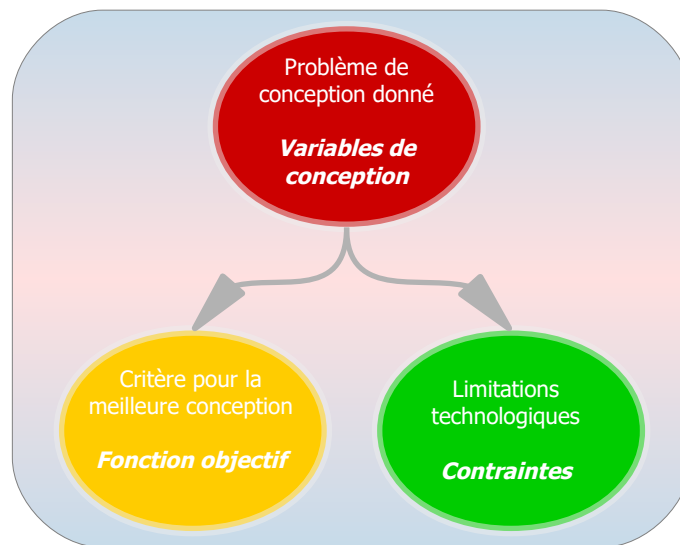 Problème de
conception donné
Variables de
conception
Critère pour la
meilleure conception
Fonction objectif
Limitations
technologiques
Contraintes